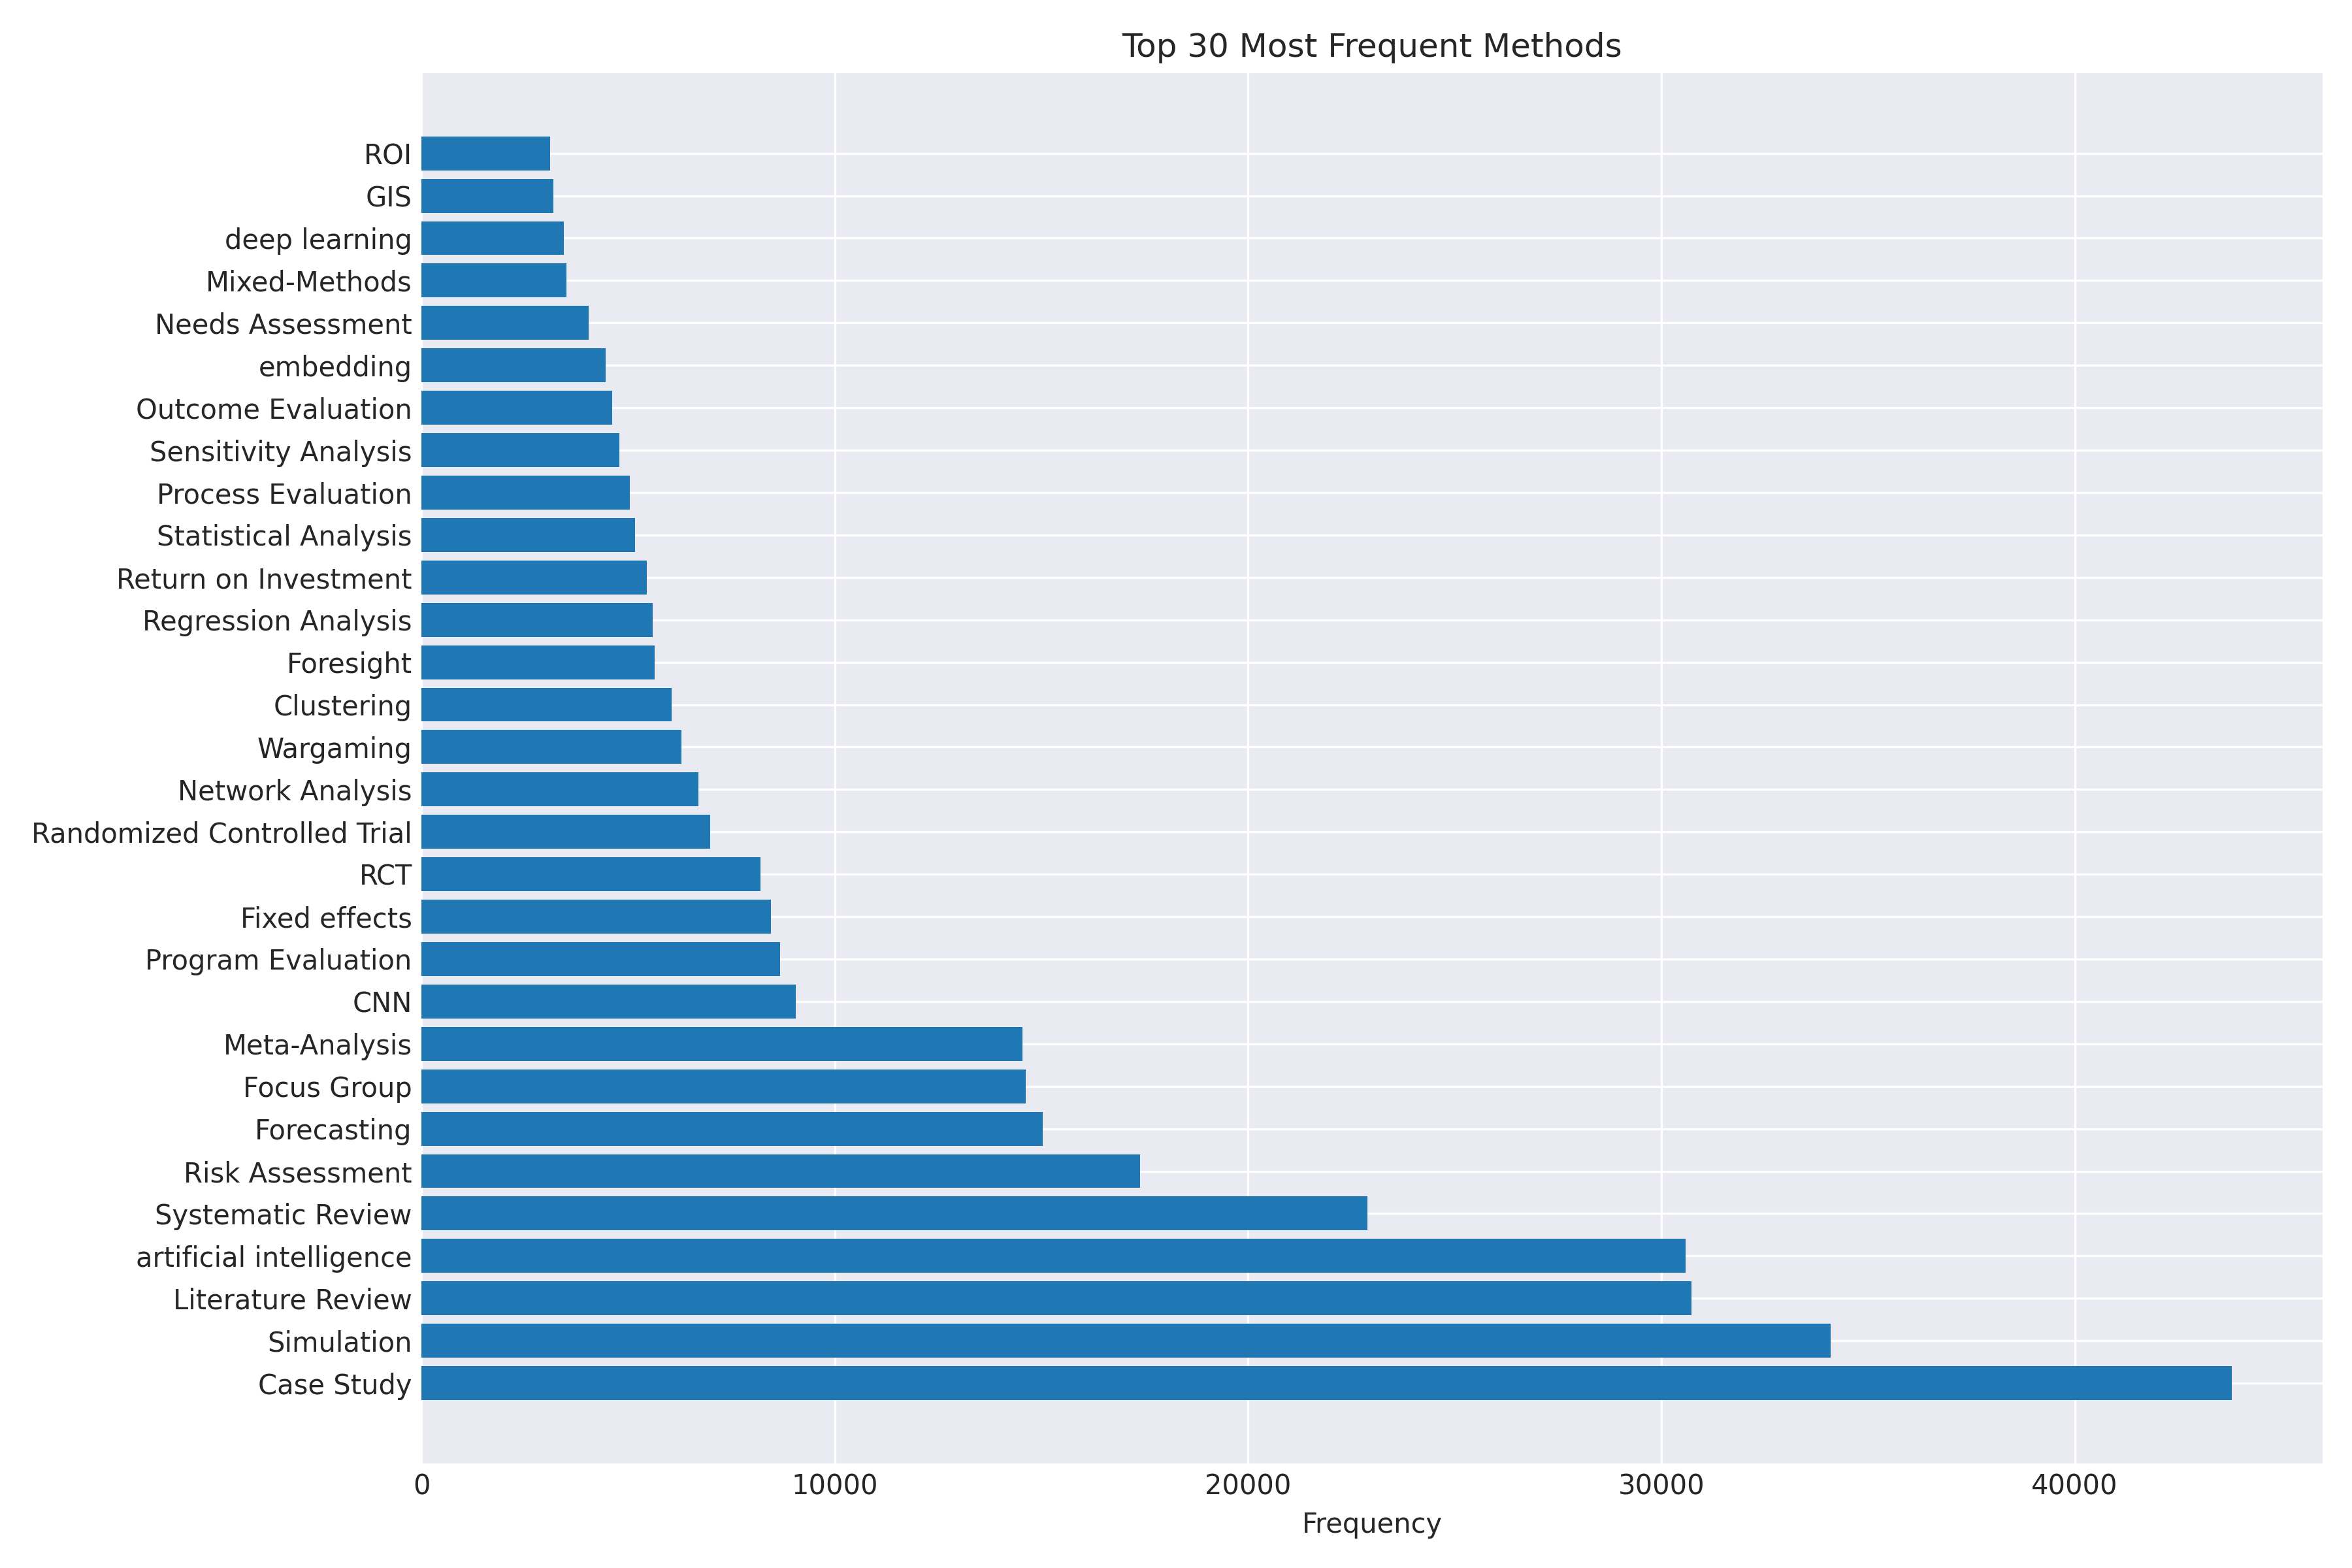 Top 30 Most Frequent Methods
ROI
GIS
deep learning
Mixed-Methods
Needs Assessment
embedding
Outcome Evaluation
Sensitivity Analysis
Process Evaluation
Statistical Analysis
Return on Investment
Regression Analysis
Foresight
Clustering
Wargaming
Network Analysis
Randomized Controlled Trial
RCT
Fixed effects
Program Evaluation
CNN
Meta-Analysis
Focus Group
Forecasting
Risk Assessment
Systematic Review
artificial intelligence
Literature Review
Simulation
Case Study
0 10000 20000 30000 40000
Frequency